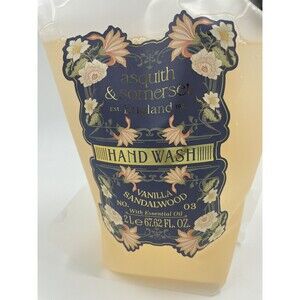 asquith
& somerset
EST. England
HAND WASH
VANILLA
SANDALWOOD
NO. 03
With Essential Oil
2 L e 67.62 FL. OZ.